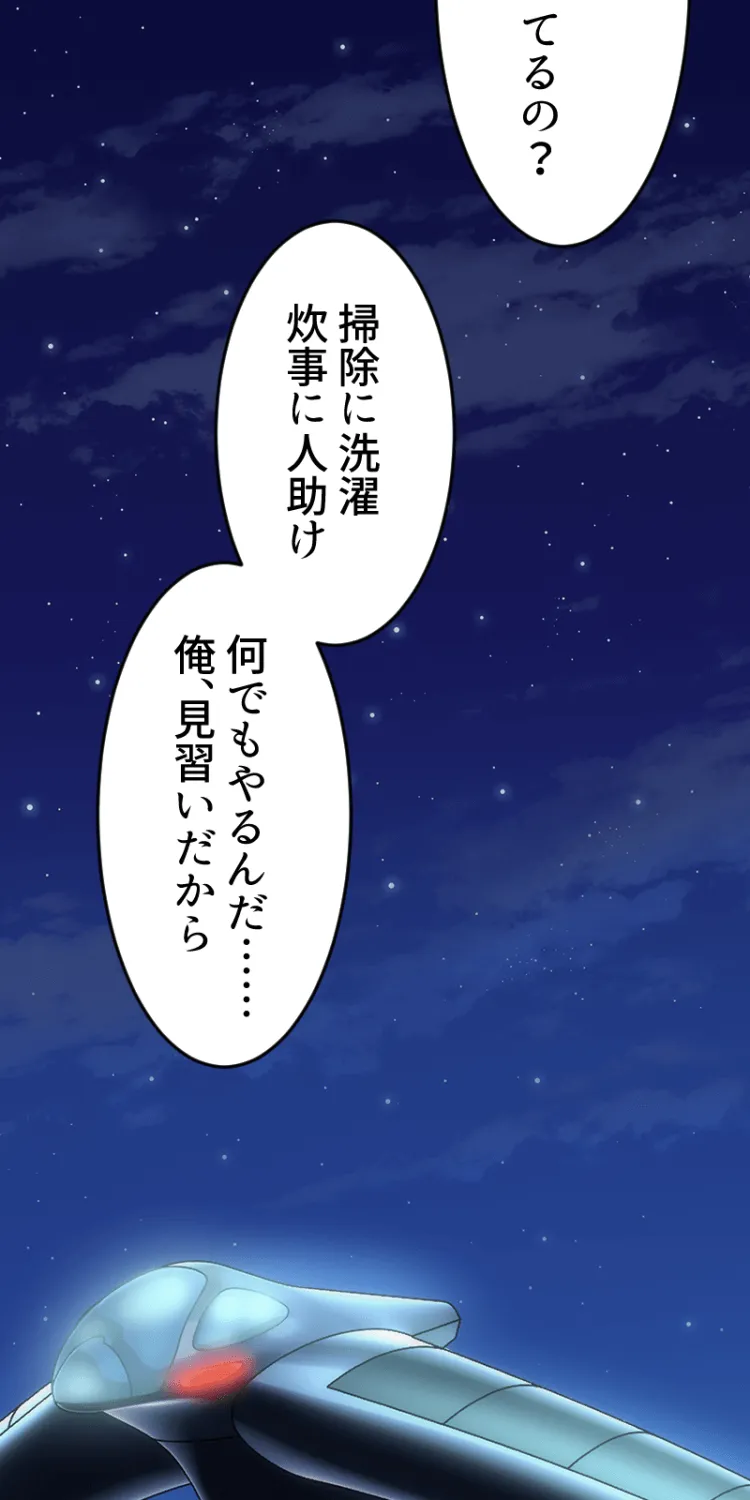 てるの？
掃除に洗濯
炊事に人助け
何でもやるんだ……
俺、見習いだから